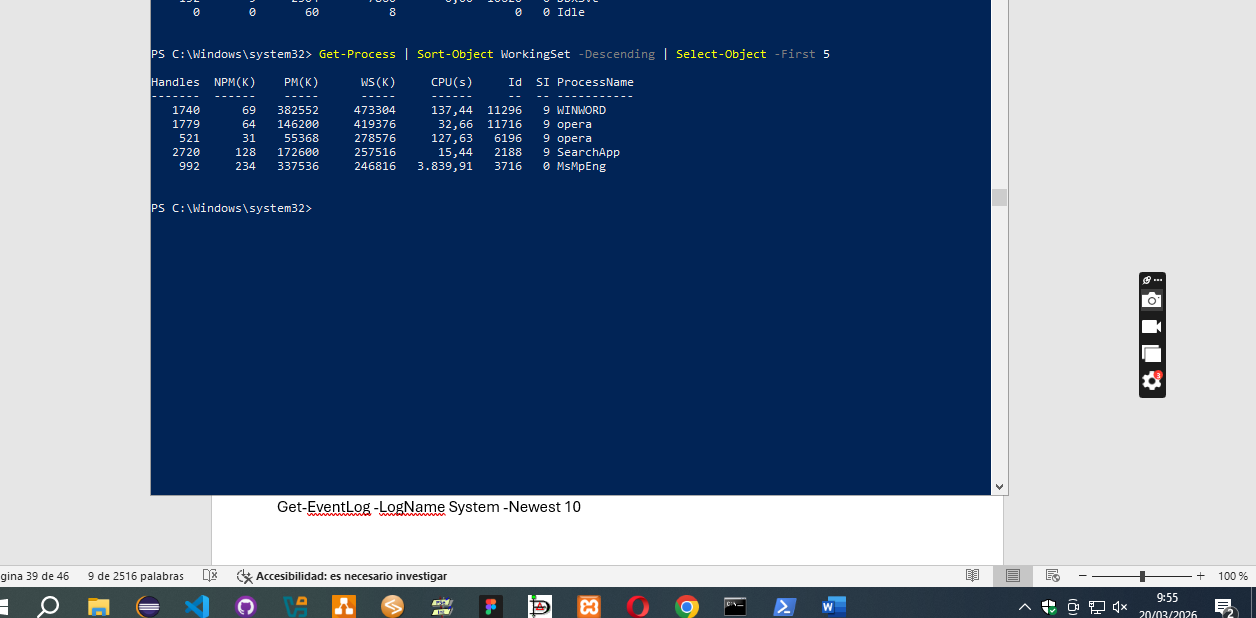 0 0 60 8 0 0 Idle
PS C:\Windows\system32> Get-Process | Sort-Object WorkingSet -Descending | Select-Object -First 5
Handles NPM(K) PM(K) WS(K) CPU(s) Id SI ProcessName
------- ------ ----- ----- ------ -- -- -----------
1740 69 382552 473304 137,44 11296 9 WINWORD
1779 64 146200 419376 32,66 11716 9 opera
521 31 55368 278576 127,63 6196 9 opera
2720 128 172600 257516 15,44 2188 9 SearchApp
992 234 337536 246816 3.839,91 3716 0 MsMpEng
PS C:\Windows\system32>
3
Get-EventLog -LogName System -Newest 10
gina 39 de 46 9 de 2516 palabras Accesibilidad: es necesario investigar 100 %
9:55
20/03/2026
2